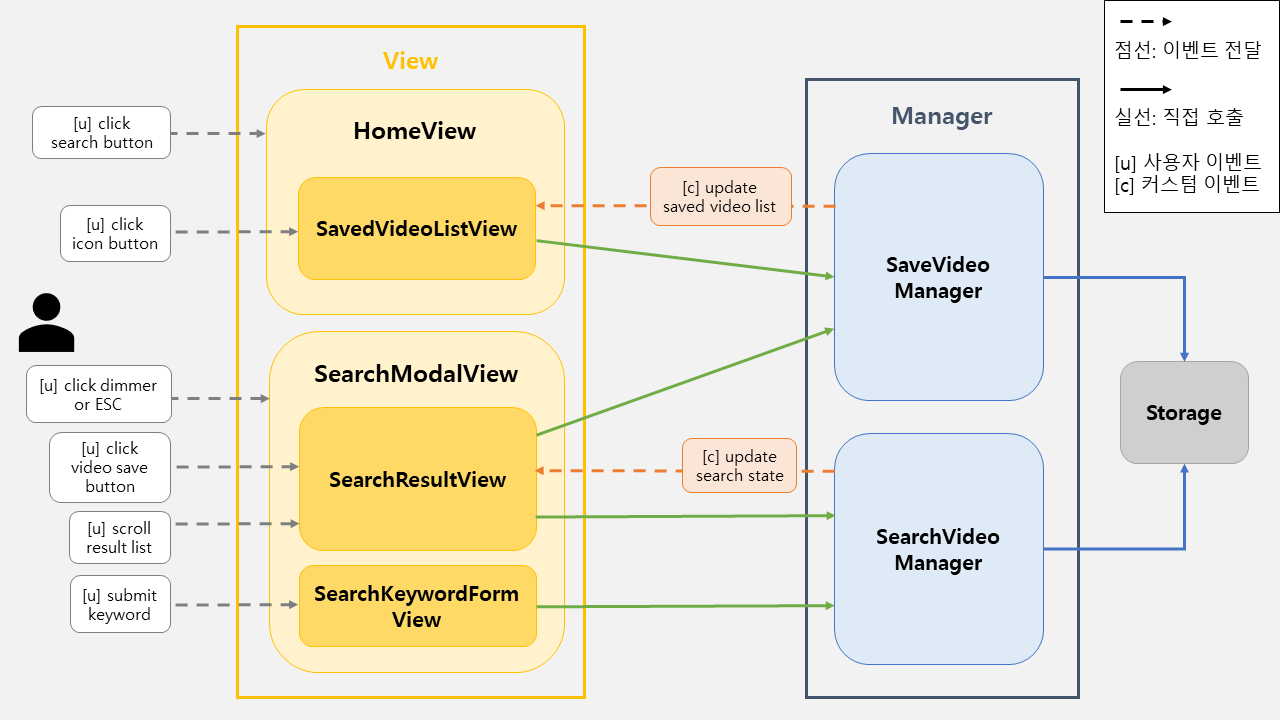 점선: 이벤트 전달
실선: 직접 호출
[u] 사용자 이벤트
[c] 커스텀 이벤트
View
HomeView
SavedVideoListView
SearchModalView
SearchResultView
SearchKeywordForm
View
[u] click
search button
[u] click
icon button
[u] click dimmer
or ESC
[u] click
video save
button
[u] scroll
result list
[u] submit
keyword
[c] update
saved video list
[c] update
search state
Manager
SaveVideo
Manager
SearchVideo
Manager
Storage